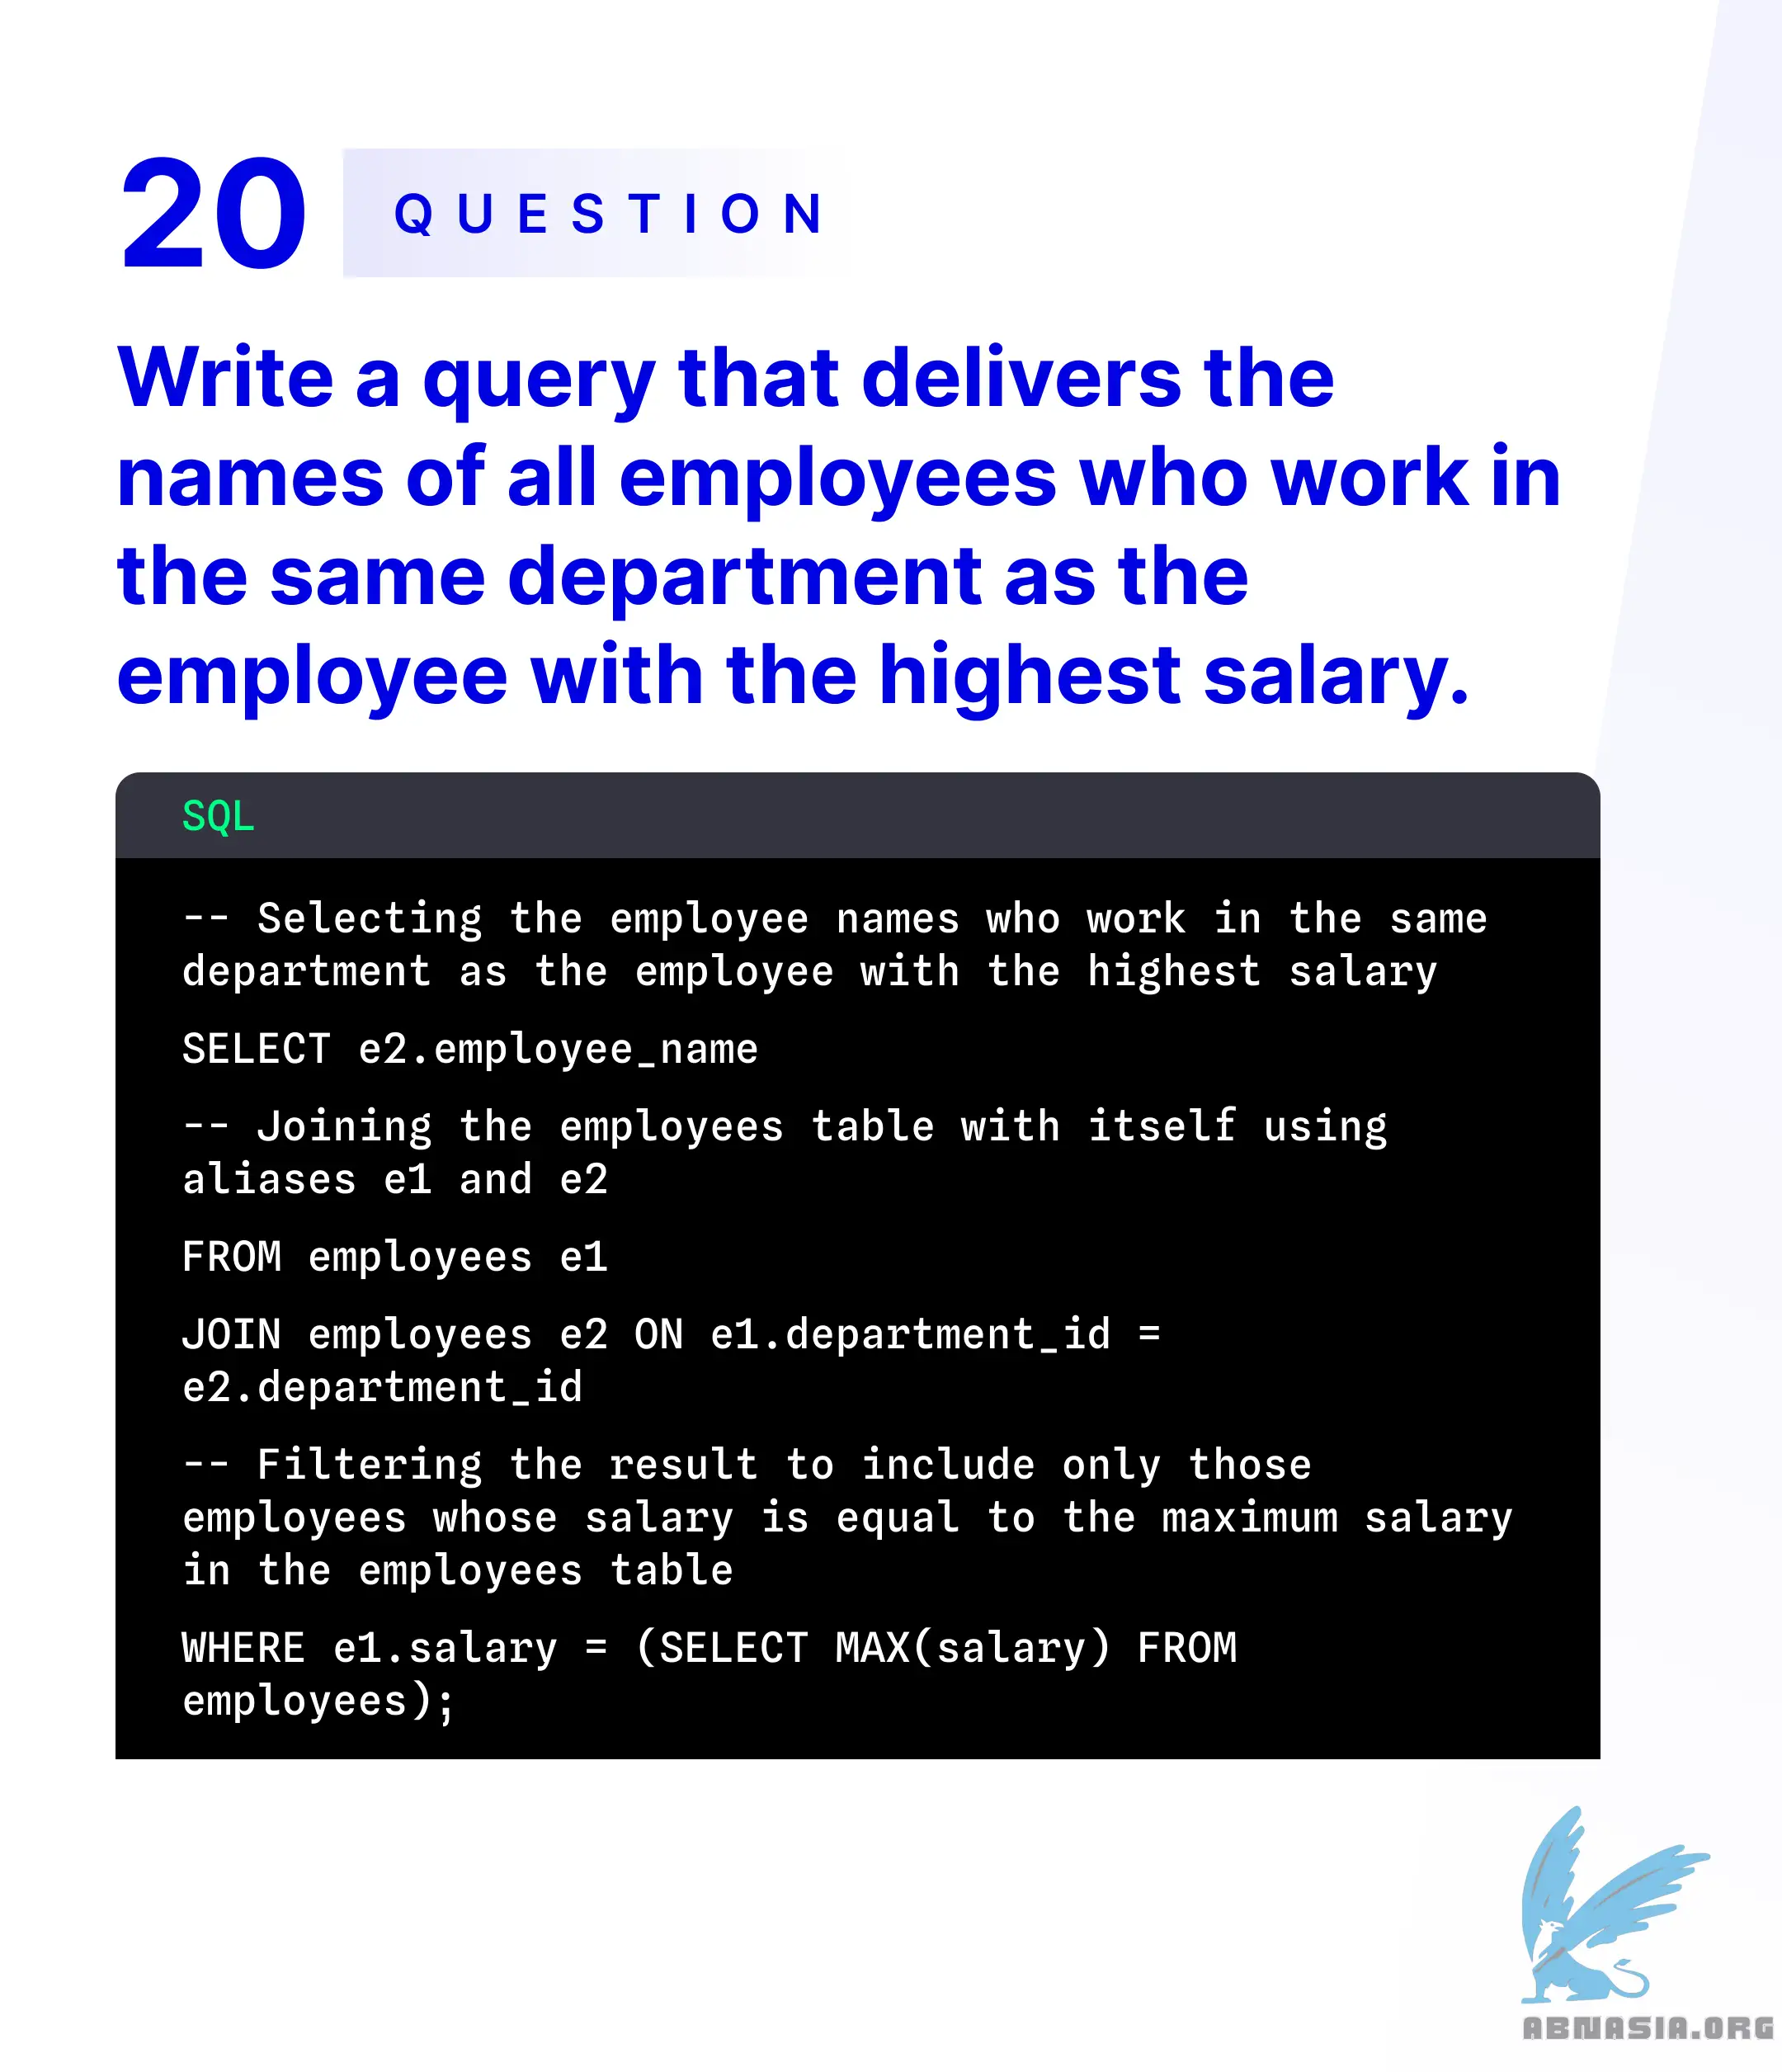 20 QUESTION
Write a query that delivers the
names of all employees who work in
the same department as the
employee with the highest salary.
SQL
-- Selecting the employee names who work in the same
department as the employee with the highest salary
SELECT e2.employee_name
-- Joining the employees table with itself using
aliases e1 and e2
FROM employees e1
JOIN employees e2 ON e1.department_id =
e2.department_id
-- Filtering the result to include only those
employees whose salary is equal to the maximum salary
in the employees table
WHERE e1.salary = (SELECT MAX(salary) FROM
employees);
ABNASIA.ORG